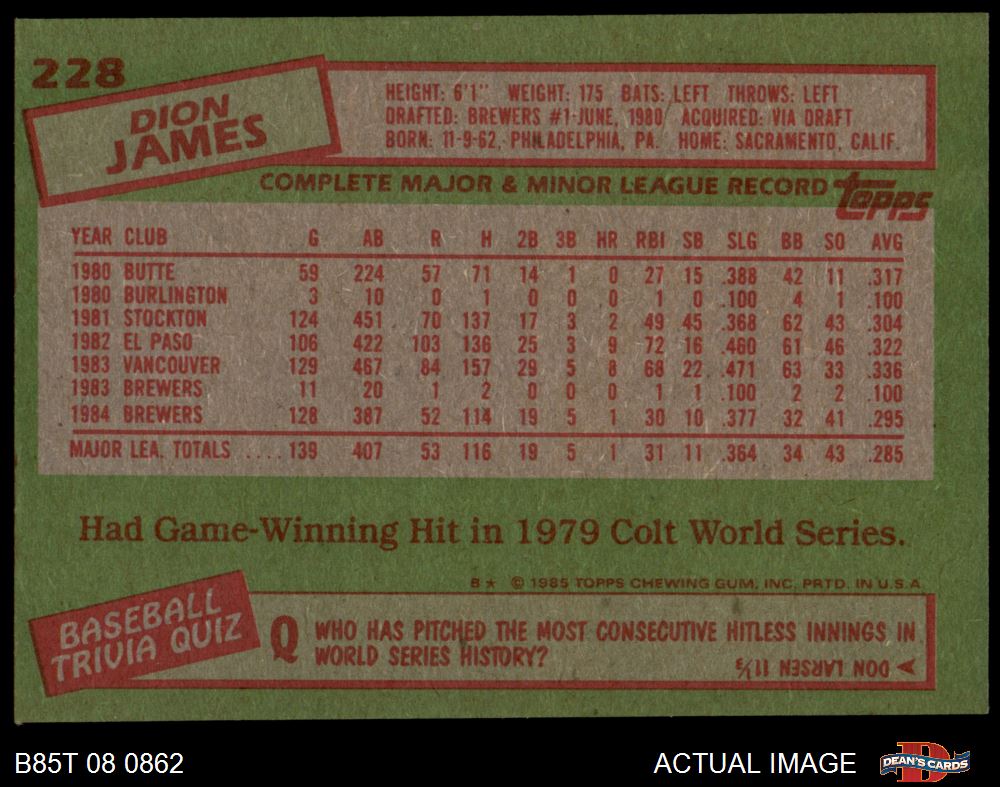 228
DION
JAMES
HEIGHT: 6'1" WEIGHT: 175 BATS: LEFT THROWS: LEFT
DRAFTED: BREWERS #1-JUNE, 1980 ACQUIRED: VIA DRAFT
BORN: 11-9-62, PHILADELPHIA, PA. HOME: SACRAMENTO, CALIF.
COMPLETE MAJOR & MINOR LEAGUE RECORD topps
YEAR CLUB G AB R H 2B 3B HR RBI SB SLG BB SO AVG
1980 BUTTE 59 224 57 71 14 1 0 27 15 .388 42 11 .317
1980 BURLINGTON 3 10 0 1 0 0 0 1 0 .100 4 1 .100
1981 STOCKTON 124 451 70 137 17 3 2 49 45 .368 62 43 .304
1982 EL PASO 106 422 103 136 25 3 9 72 16 .460 61 46 .322
1983 VANCOUVER 129 467 84 157 29 5 8 68 22 .471 63 33 .336
1983 BREWERS 11 20 1 2 0 0 0 1 1 .100 2 2 .100
1984 BREWERS 128 387 52 114 19 5 1 30 10 .377 32 41 .295
MAJOR LEA. TOTALS .... 139 407 53 116 19 5 1 31 11 .364 34 43 .285
Had Game-Winning Hit in 1979 Colt World Series.
B ★ © 1985 TOPPS CHEWING GUM, INC. PRTD. IN U.S.A.
BASEBALL
TRIVIA QUIZ
Q WHO HAS PITCHED THE MOST CONSECUTIVE HITLESS INNINGS IN
WORLD SERIES HISTORY?
DON LARSEN 11⅓
B85T 08 0862
ACTUAL IMAGE
D
DEAN'S CARDS